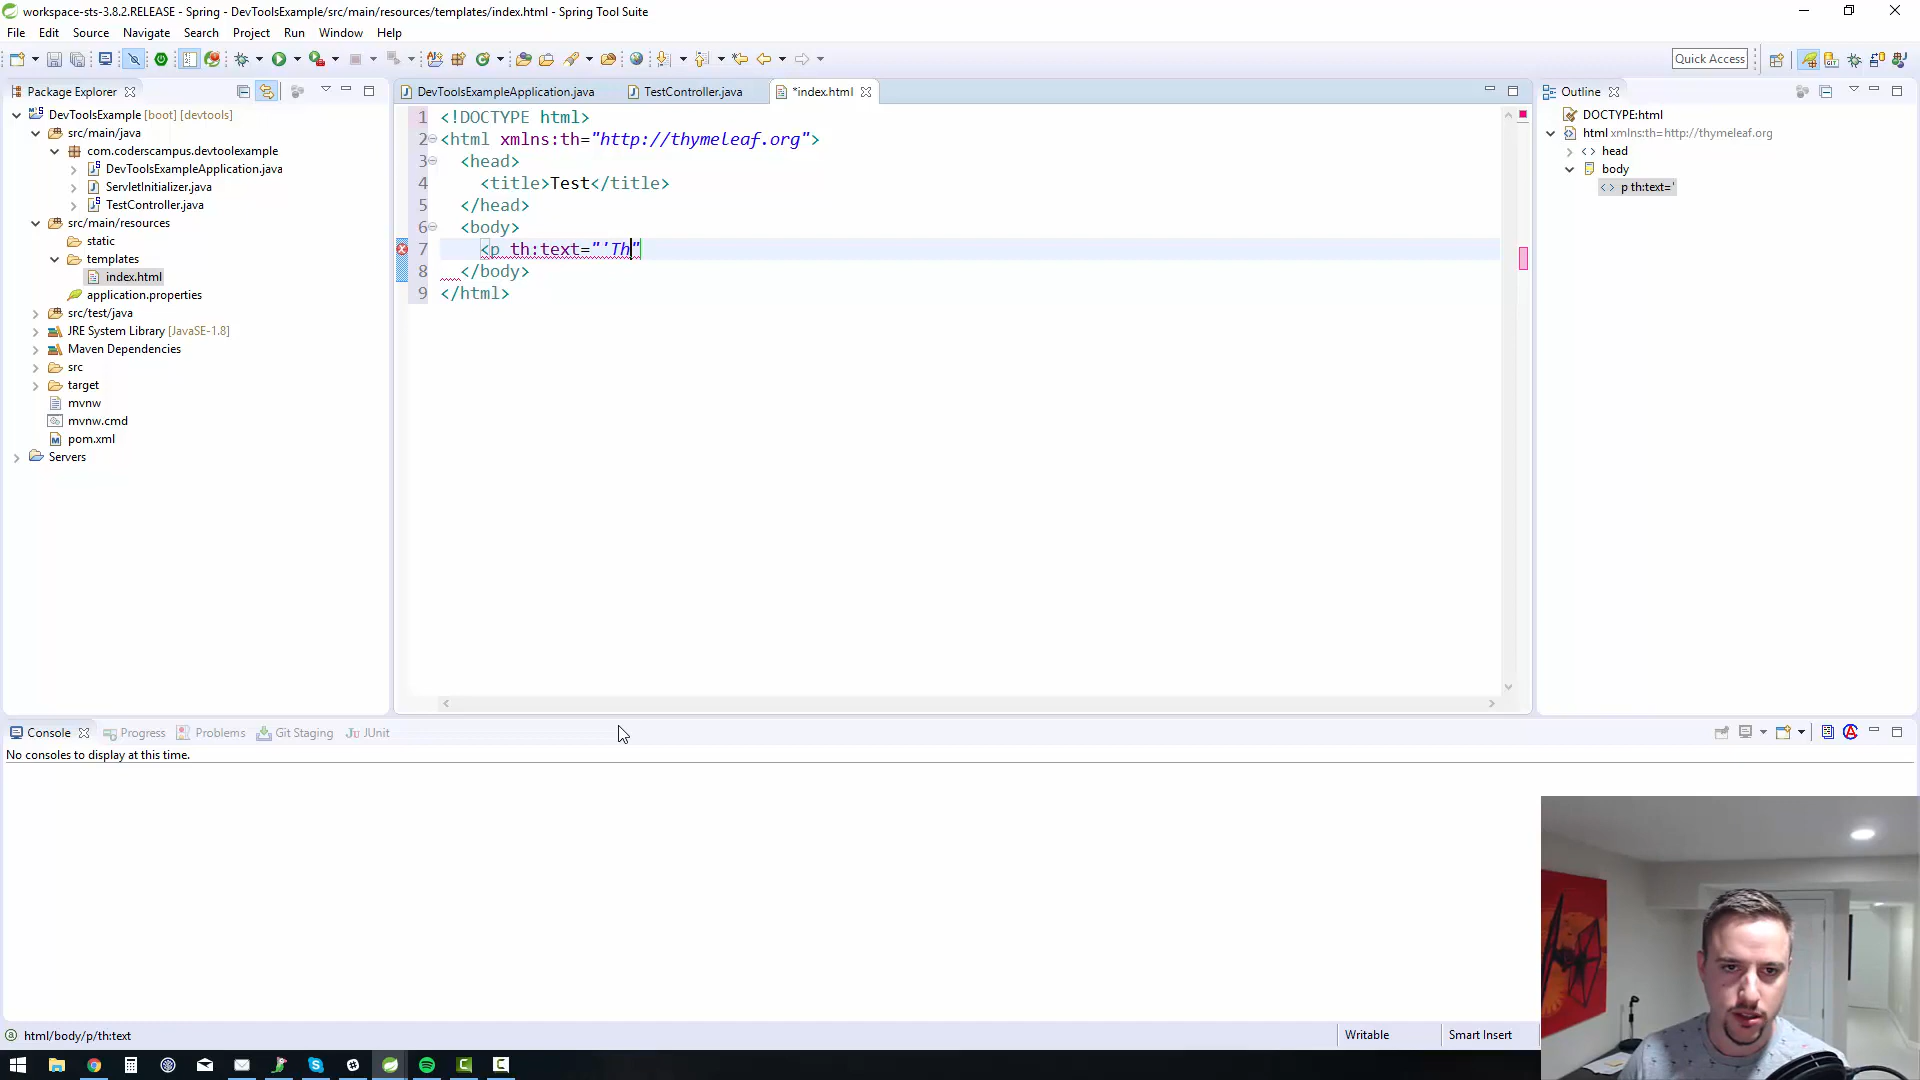 workspace-sts-3.8.2.RELEASE - Spring - DevToolsExample/src/main/resources/templates/index.html - Spring Tool Suite
File Edit Source Navigate Search Project Run Window Help
Quick Access
Package Explorer
DevToolsExample [boot] [devtools]
src/main/java
com.coderscampus.devtoolexample
DevToolsExampleApplication.java
ServletInitializer.java
TestController.java
src/main/resources
static
templates
index.html
application.properties
src/test/java
JRE System Library [JavaSE-1.8]
Maven Dependencies
src
target
mvnw
mvnw.cmd
pom.xml
Servers
DevToolsExampleApplication.java TestController.java *index.html
1 <!DOCTYPE html>
2 <html xmlns:th="http://thymeleaf.org">
3 <head>
4 <title>Test</title>
5 </head>
6 <body>
7 <p th:text="'Th"
8 </body>
9 </html>
Outline
DOCTYPE:html
html xmlns:th=http://thymeleaf.org
head
body
p th:text='
Console Progress Problems Git Staging JUnit
No consoles to display at this time.
html/body/p/th:text
Writable
Smart Insert